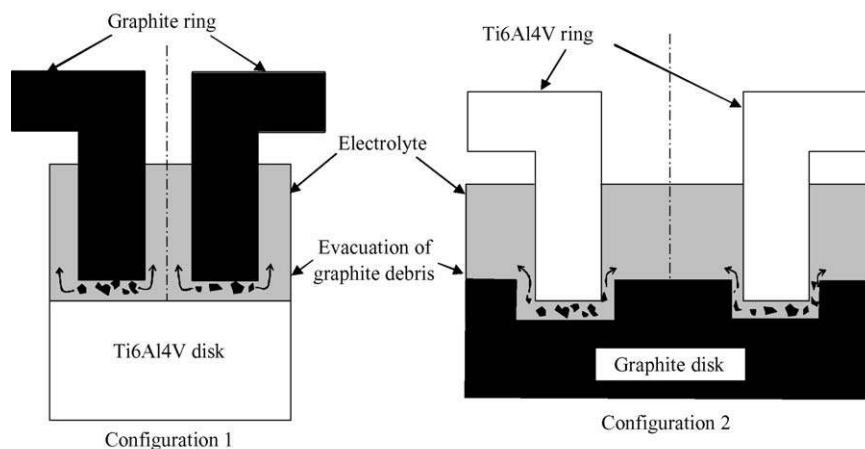 Graphite ring
Ti6Al4V ring
Electrolyte
Evacuation of
graphite debris
Ti6Al4V disk
Graphite disk
Configuration 1
Configuration 2